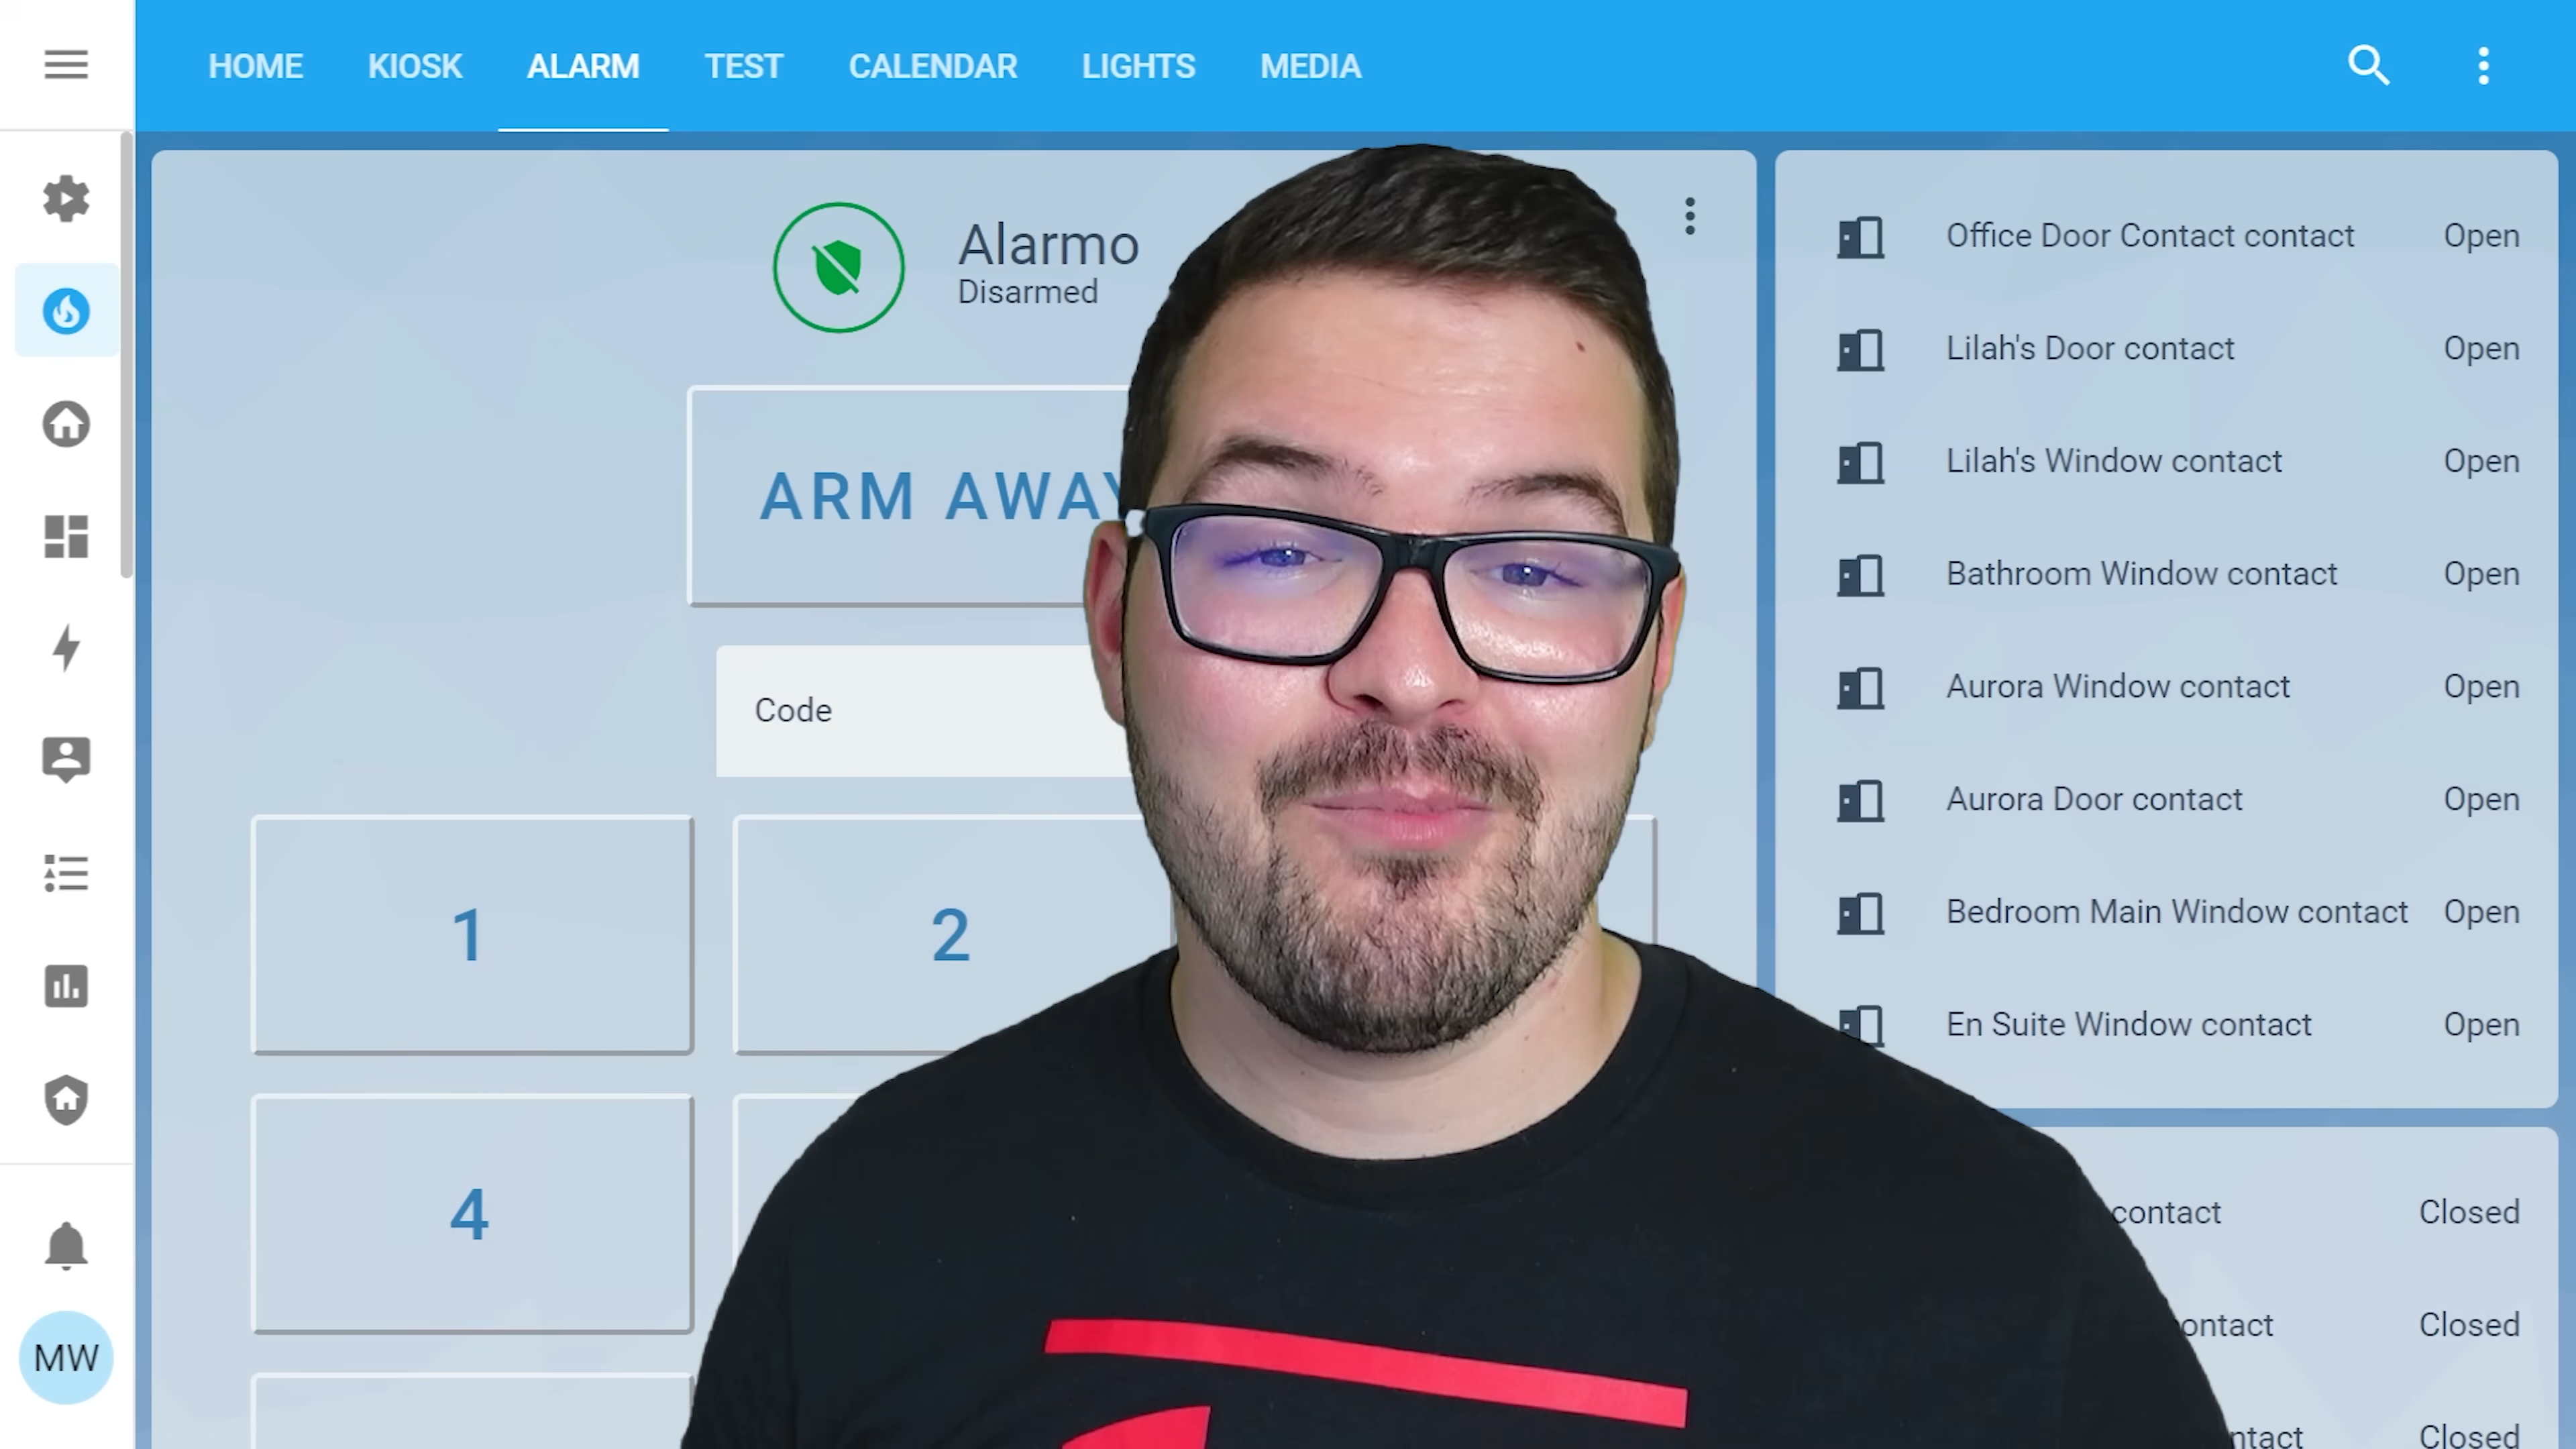 HOME KIOSK ALARM TEST CALENDAR LIGHTS MEDIA
Alarmo
Disarmed
ARM AWAY
Code
1 2
4
Office Door Contact contact Open
Lilah's Door contact Open
Lilah's Window contact Open
Bathroom Window contact Open
Aurora Window contact Open
Aurora Door contact Open
Bedroom Main Window contact Open
En Suite Window contact Open
contact Closed
contact Closed
contact Closed
MW